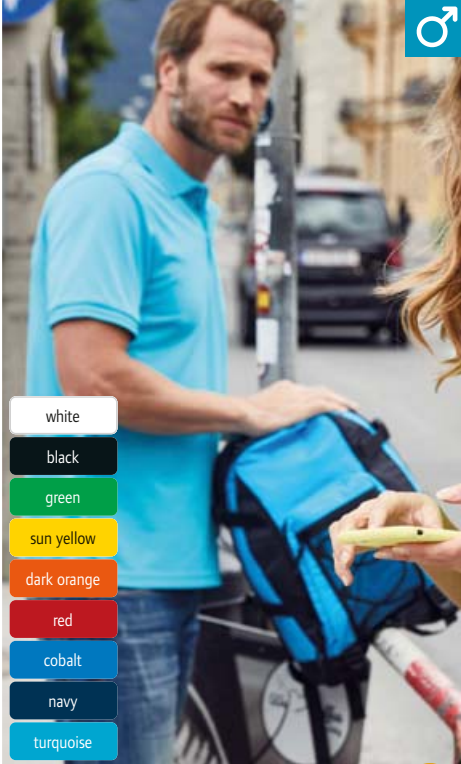 white
black
green
sun yellow
dark orange
red
cobalt
navy
turquoise